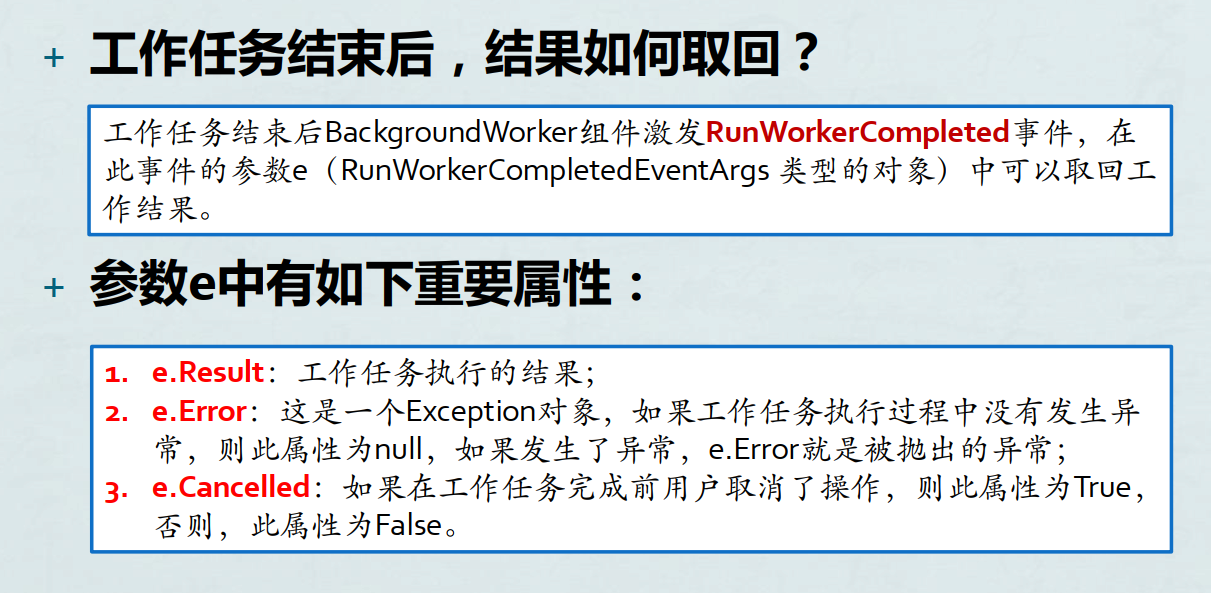 + 工作任务结束后，结果如何取回？
工作任务结束后BackgroundWorker组件激发RunWorkerCompleted事件，在
此事件的参数e（RunWorkerCompletedEventArgs 类型的对象）中可以取回工
作结果。
+ 参数e中有如下重要属性：
1. e.Result：工作任务执行的结果；
2. e.Error：这是一个Exception对象，如果工作任务执行过程中没有发生异
常，则此属性为null，如果发生了异常，e.Error就是被抛出的异常；
3. e.Cancelled：如果在工作任务完成前用户取消了操作，则此属性为True，
否则，此属性为False。